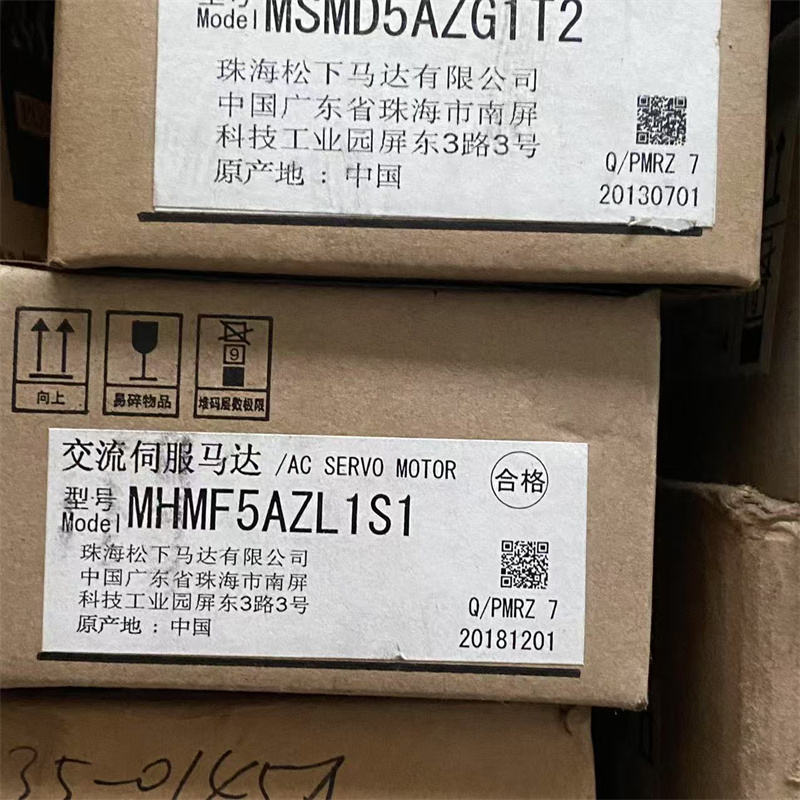 型号
Model MSMD5AZG1T2
珠海松下马达有限公司
中国广东省珠海市南屏
科技工业园屏东3路3号
原产地：中国
Q/PMRZ 7
20130701
向上
易碎物品
9
堆码层数极限
交流伺服马达 /AC SERVO MOTOR
合格
型号
Model MHMF5AZL1S1
珠海松下马达有限公司
中国广东省珠海市南屏
科技工业园屏东3路3号
原产地：中国
Q/PMRZ 7
20181201
35-01451